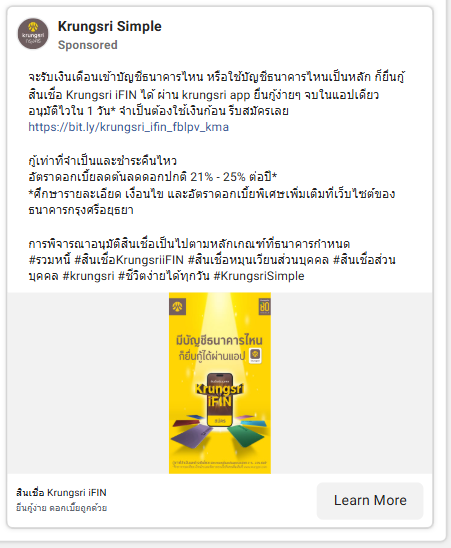 Krungsri Simple
Sponsored
จะรับเงินเดือนเข้าบัญชีธนาคารไหน หรือใช้บัญชีธนาคารไหนเป็นหลัก ก็ยื่นกู้
สินเชื่อ Krungsri iFIN ได้ ผ่าน krungsri app ยื่นกู้ง่ายๆ จบในแอปเดียว
อนุมัติไวใน 1 วัน* จำเป็นต้องใช้เงินก้อน รีบสมัครเลย
https://bit.ly/krungsri_ifin_fblpv_kma
กู้เท่าที่จำเป็นและชำระคืนไหว
อัตราดอกเบี้ยลดต้นลดดอกปกติ 21% - 25% ต่อปี*
*ศึกษารายละเอียด เงื่อนไข และอัตราดอกเบี้ยพิเศษเพิ่มเติมที่เว็บไซต์ของ
ธนาคารกรุงศรีอยุธยา
การพิจารณาอนุมัติสินเชื่อเป็นไปตามหลักเกณฑ์ที่ธนาคารกำหนด
#รวมหนี้ #สินเชื่อKrungsriiFIN #สินเชื่อหมุนเวียนส่วนบุคคล #สินเชื่อส่วน
บุคคล #krungsri #ชีวิตง่ายได้ทุกวัน #KrungsriSimple
มีบัญชีธนาคารไหน
ก็ยื่นกู้ได้ผ่านแอป
Krungsri
iFIN
สินเชื่อ Krungsri iFIN
ยื่นกู้ง่าย ดอกเบี้ยถูกด้วย
Learn More